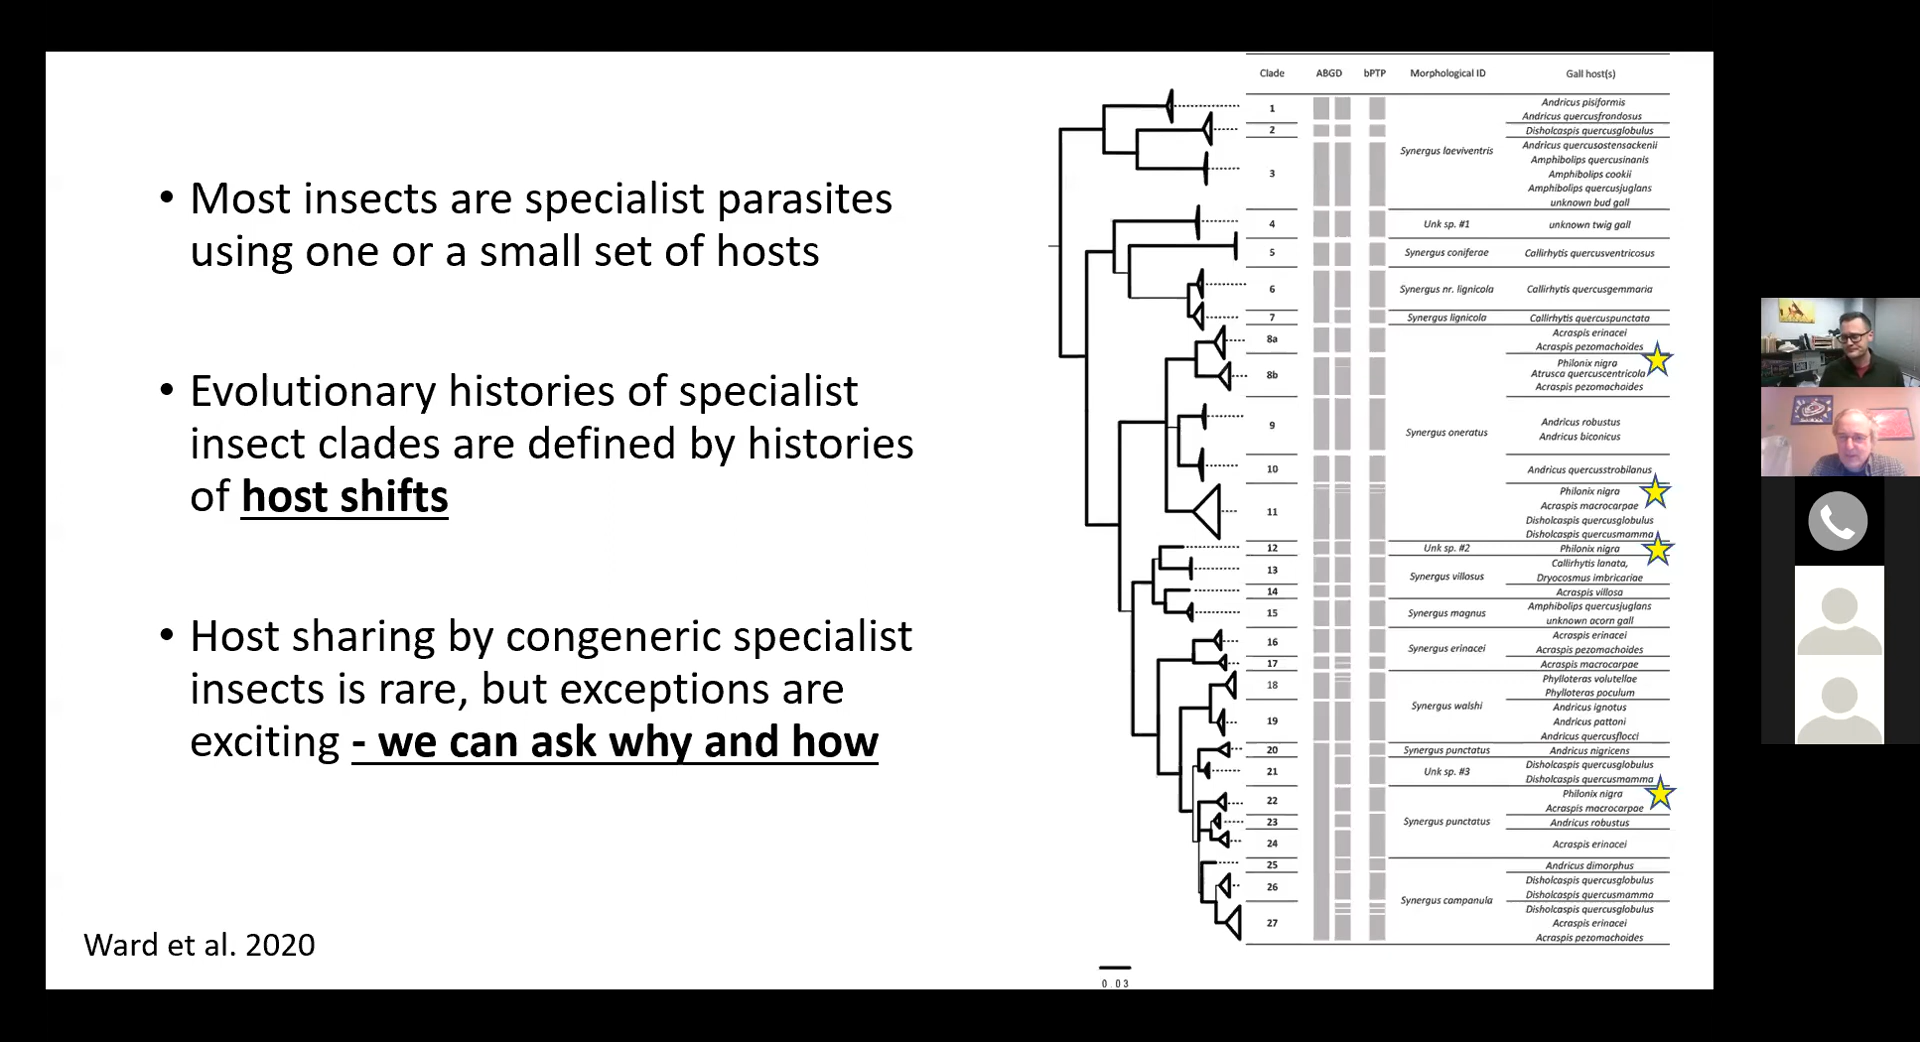 • Most insects are specialist parasites
using one or a small set of hosts
• Evolutionary histories of specialist
insect clades are defined by histories
of host shifts
• Host sharing by congeneric specialist
insects is rare, but exceptions are
exciting - we can ask why and how
Ward et al. 2020
Clade ABGD bPTP Morphological ID Gall host(s)
1 Synergus laeviventris Andricus pisiformis
Andricus quercusfrondosus
2 Disholcaspis quercusglobulus
3 Andricus quercusostensackenii
Amphibolips quercusinanis
Amphibolips cookii
Amphibolips quercusjuglans
unknown bud gall
4 Unk sp. #1 unknown twig gall
5 Synergus coniferae Callirhytis quercusventricosus
6 Synergus nr. lignicola Callirhytis quercusgemmaria
7 Synergus lignicola Callirhytis quercuspunctata
8a Synergus oneratus Acraspis erinacei
Acraspis pezomachoides
8b Philonix nigra
Atrusca quercuscentricola
Acraspis pezomachoides
9 Andricus robustus
Andricus biconicus
10 Andricus quercusstrobilanus
11 Philonix nigra
Acraspis macrocarpae
Disholcaspis quercusglobulus
Disholcaspis quercusmamma
12 Unk sp. #2 Philonix nigra
13 Synergus villosus Callirhytis lanata,
Dryocosmus imbricariae
14 Acraspis villosa
15 Synergus magnus Amphibolips quercusjuglans
unknown acorn gall
16 Synergus erinacei Acraspis erinacei
Acraspis pezomachoides
17 Acraspis macrocarpae
18 Synergus walshi Phylloteras volutellae
Phylloteras poculum
19 Andricus ignotus
Andricus pattoni
Andricus quercusflocci
20 Synergus punctatus Andricus nigricens
21 Unk sp. #3 Disholcaspis quercusglobulus
Disholcaspis quercusmamma
22 Synergus punctatus Philonix nigra
Acraspis macrocarpae
23 Andricus robustus
24 Acraspis erinacei
25 Synergus campanula Andricus dimorphus
26 Disholcaspis quercusglobulus
Disholcaspis quercusmamma
27 Disholcaspis quercusglobulus
Acraspis erinacei
Acraspis pezomachoides
0.03